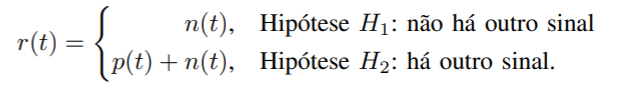 r(t) = { n(t), Hipótese H₁: não há outro sinal
p(t) + n(t), Hipótese H₂: há outro sinal.